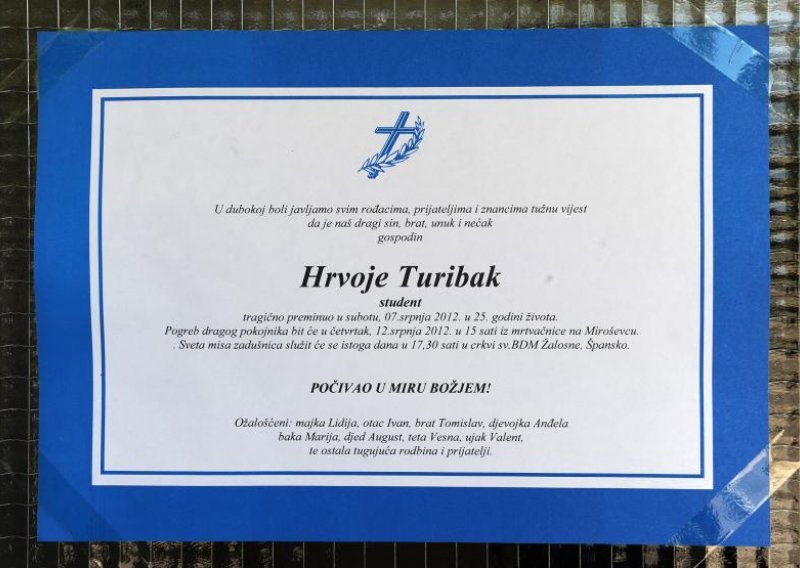 U dubokoj boli javljamo svim rođacima, prijateljima i znancima tužnu vijest
da je naš dragi sin, brat, unuk i nećak
gospodin
Hrvoje Turibak
student
tragično preminuo u subotu, 07.srpnja 2012. u 25. godini života.
Pogreb dragog pokojnika bit će u četvrtak, 12.srpnja 2012. u 15 sati iz mrtvačnice na Miroševcu.
. Sveta misa zadušnica služit će se istoga dana u 17,30 sati u crkvi sv.BDM Žalosne, Špansko.
POČIVAO U MIRU BOŽJEM!
Ožalošćeni: majka Lidija, otac Ivan, brat Tomislav, djevojka Anđela
baka Marija, djed August, teta Vesna, ujak Valent,
te ostala tugujuća rodbina i prijatelji.